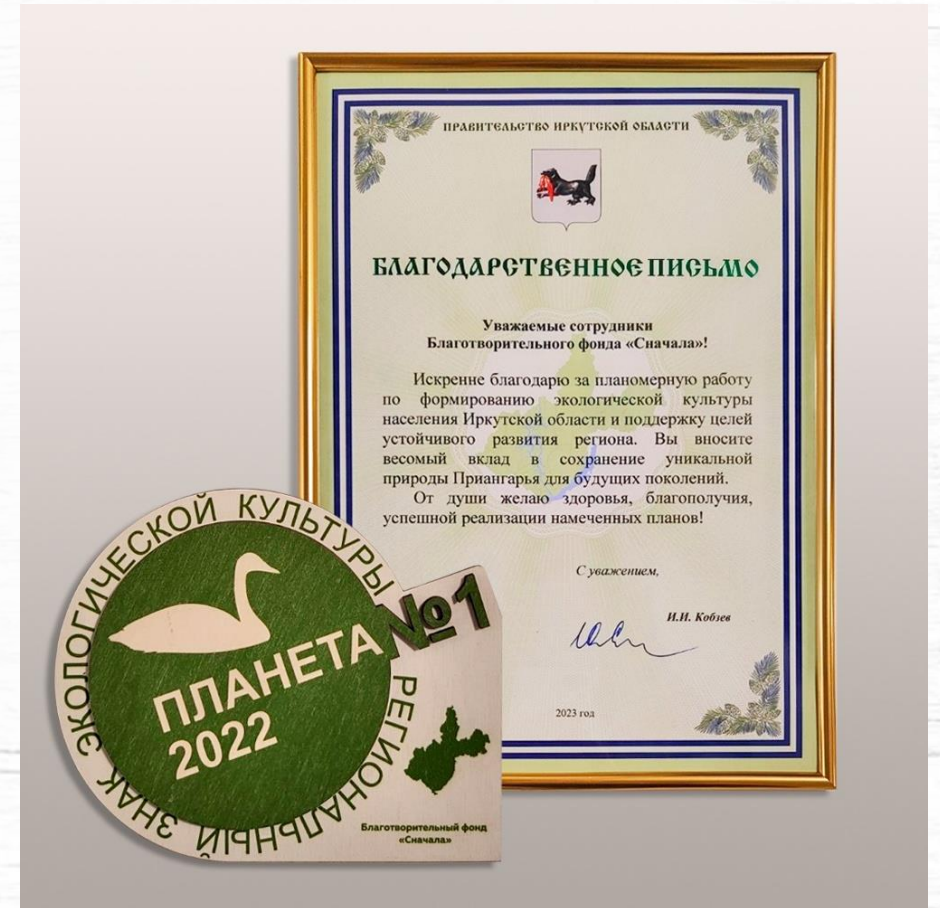 ПРАВИТЕЛЬСТВО ИРКУТСКОЙ ОБЛАСТИ
БЛАГОДАРСТВЕННОЕ ПИСЬМО
Уважаемые сотрудники
Благотворительного фонда «Сначала»!
Искренне благодарю за планомерную работу
по формированию экологической культуры
населения Иркутской области и поддержку целей
устойчивого развития региона. Вы вносите
весомый вклад в сохранение уникальной
природы Приангарья для будущих поколений.
От души желаю здоровья, благополучия,
успешной реализации намеченных планов!
С уважением,
И.И. Кобзев
2023 год
РЕГИОНАЛЬНЫЙ ЗНАК ЭКОЛОГИЧЕСКОЙ КУЛЬТУРЫ
ПЛАНЕТА №1
2022
Благотворительный фонд
«Сначала»